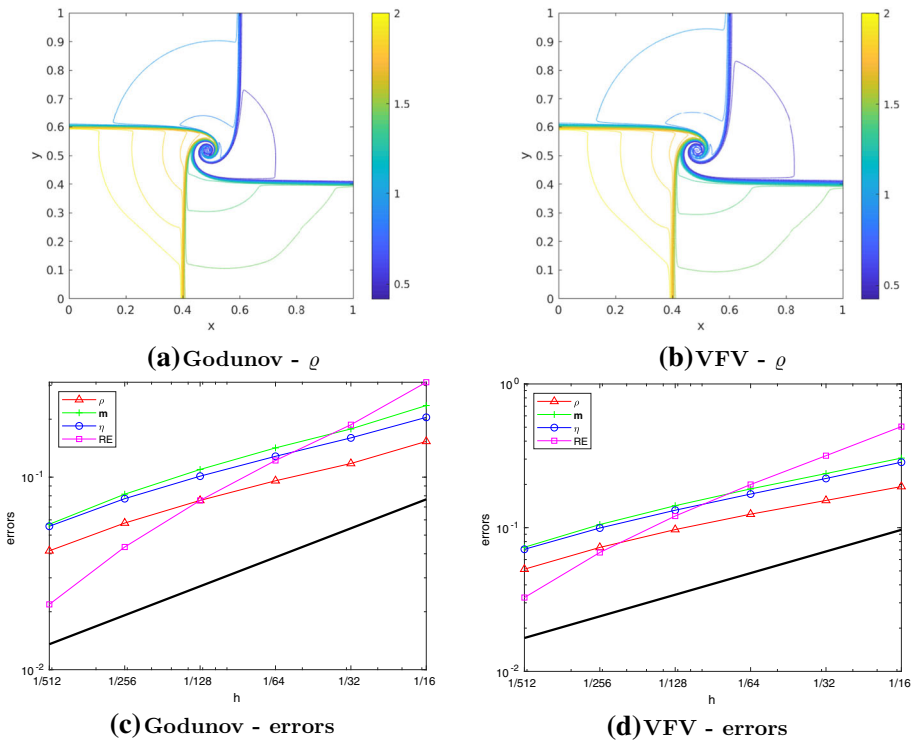 1
0.9
0.8
0.7
0.6
0.5
0.4
0.3
0.2
0.1
0
y
0 0.2 0.4 0.6 0.8 1
x
2
1.5
1
0.5
(a) Godunov - ϱ
1
0.9
0.8
0.7
0.6
0.5
0.4
0.3
0.2
0.1
0
y
0 0.2 0.4 0.6 0.8 1
x
2
1.5
1
0.5
(b) VFV - ϱ
ρ
m
η
RE
10^-1
10^-2
errors
1/512 1/256 1/128 1/64 1/32 1/16
h
(c) Godunov - errors
ρ
m
η
RE
10^0
10^-1
10^-2
errors
1/512 1/256 1/128 1/64 1/32 1/16
h
(d) VFV - errors